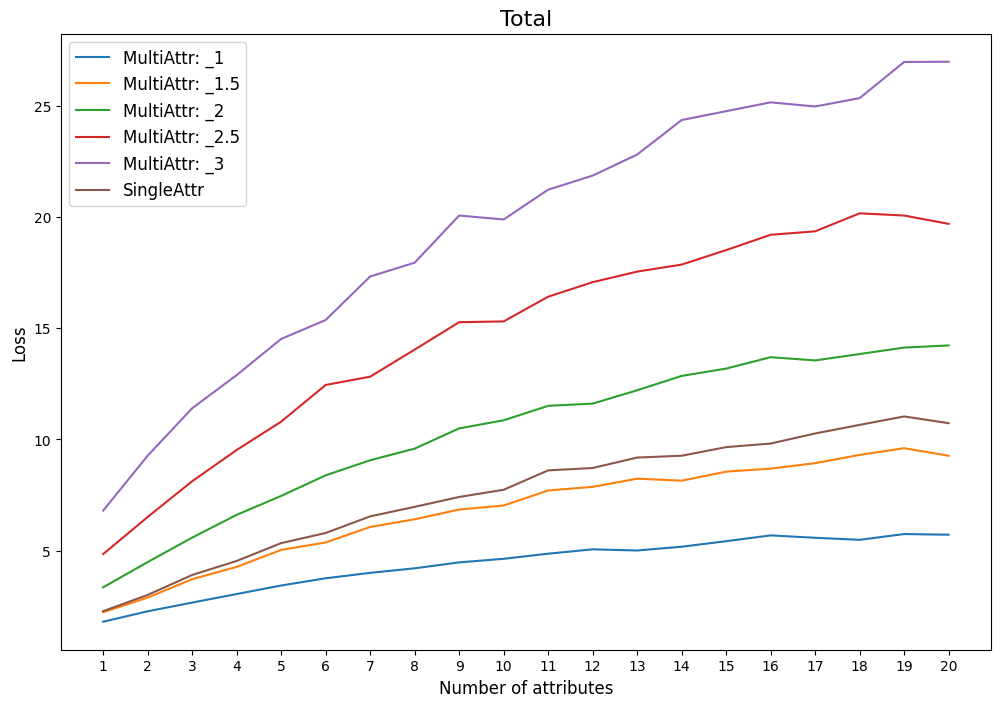 Total
MultiAttr: _1
MultiAttr: _1.5
MultiAttr: _2
MultiAttr: _2.5
MultiAttr: _3
SingleAttr
25
20
15
10
5
Loss
1 2 3 4 5 6 7 8 9 10 11 12 13 14 15 16 17 18 19 20
Number of attributes